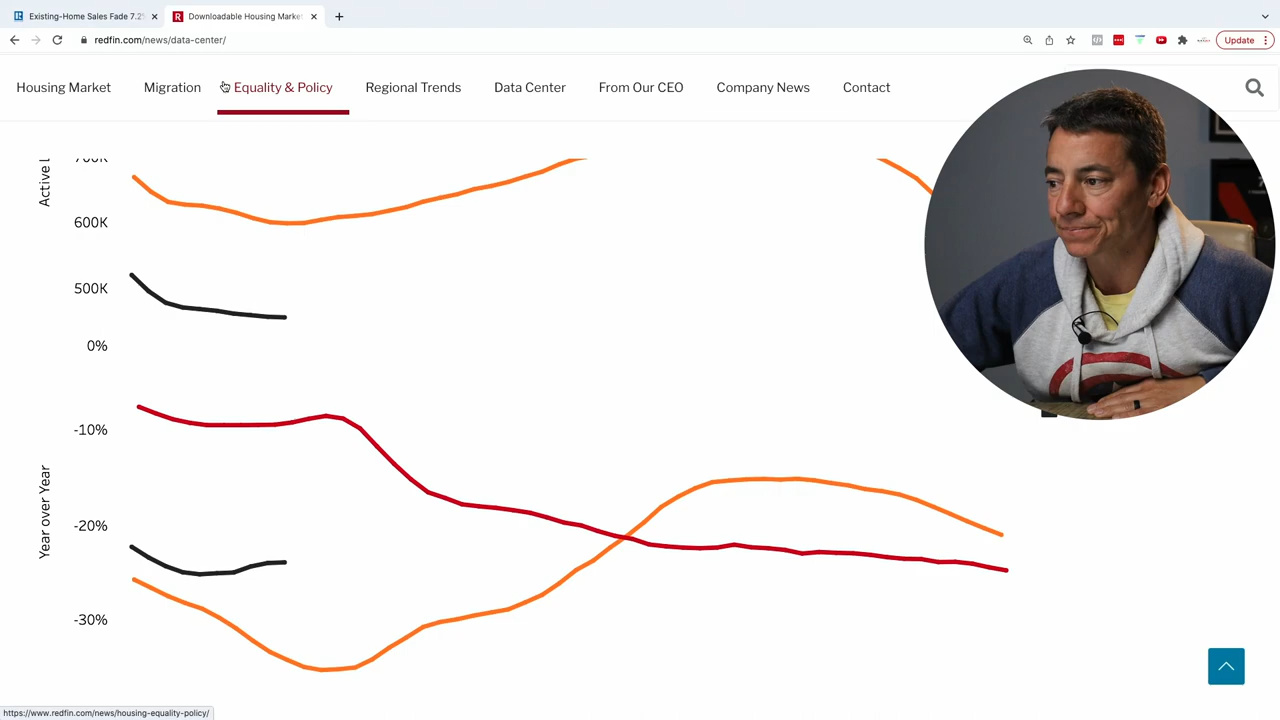 Existing-Home Sales Fade 7.2%
Downloadable Housing Market
redfin.com/news/data-center/
Update
Housing Market
Migration
Equality & Policy
Regional Trends
Data Center
From Our CEO
Company News
Contact
Active
700K
600K
500K
0%
-10%
-20%
-30%
Year over Year
https://www.redfin.com/news/housing-equality-policy/